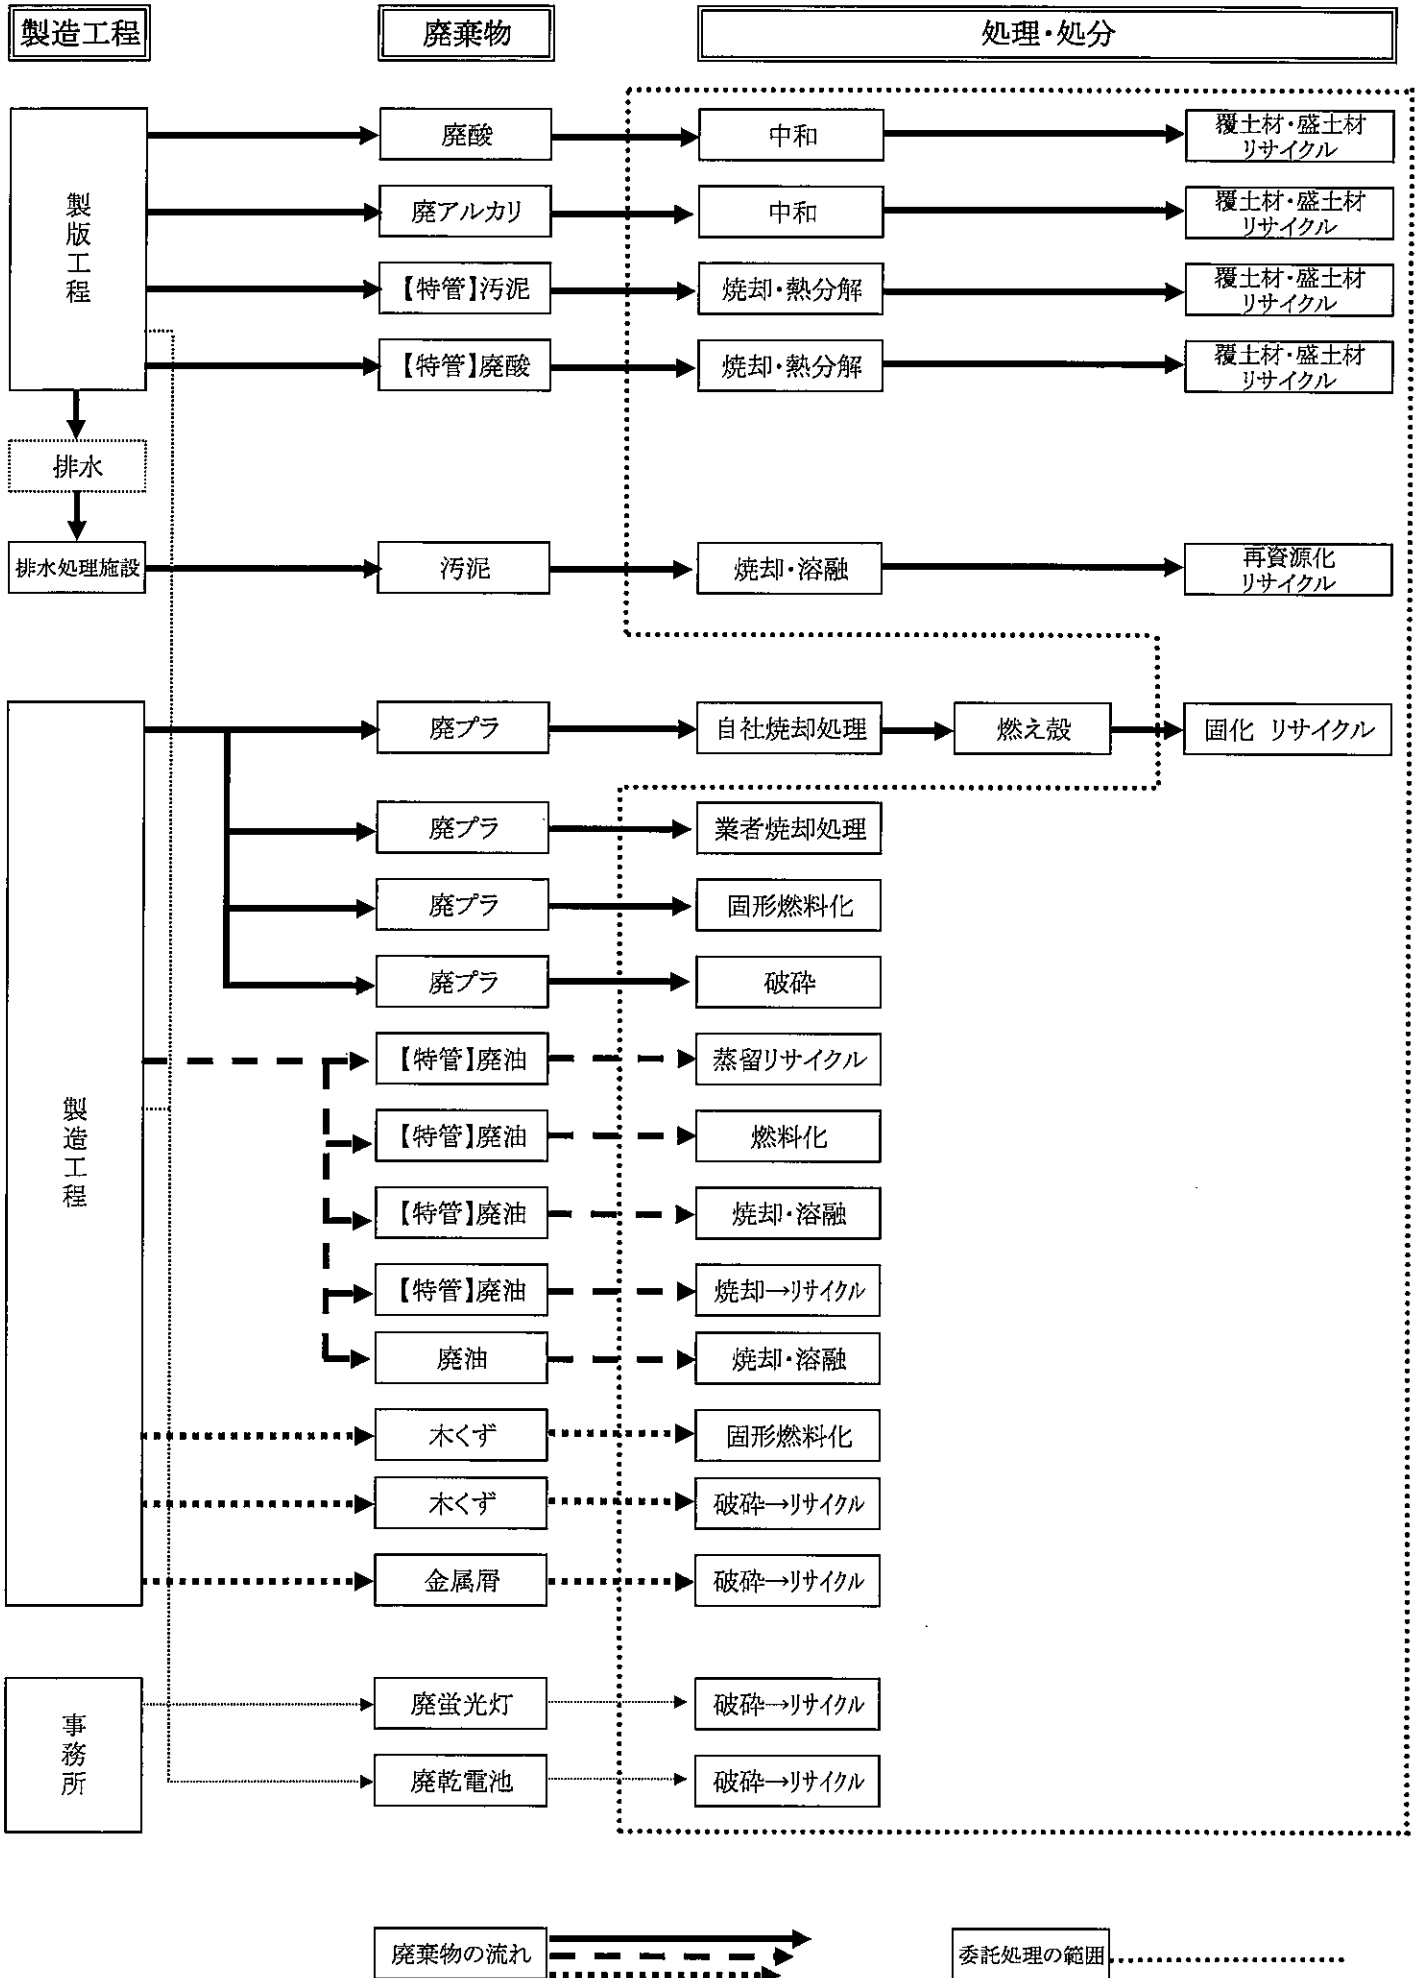 製造工程
廃棄物
処理・処分
製版工程
廃酸
中和
覆土材・盛土材
リサイクル
廃アルカリ
中和
覆土材・盛土材
リサイクル
【特管】汚泥
焼却・熱分解
覆土材・盛土材
リサイクル
【特管】廃酸
焼却・熱分解
覆土材・盛土材
リサイクル
排水
排水処理施設
汚泥
焼却・溶融
再資源化
リサイクル
製造工程
廃プラ
自社焼却処理
燃え殻
固化 リサイクル
廃プラ
業者焼却処理
廃プラ
固形燃料化
廃プラ
破砕
【特管】廃油
蒸留リサイクル
【特管】廃油
燃料化
【特管】廃油
焼却・溶融
【特管】廃油
焼却→リサイクル
廃油
焼却・溶融
木くず
固形燃料化
木くず
破砕→リサイクル
金属屑
破砕→リサイクル
事務所
廃蛍光灯
破砕→リサイクル
廃乾電池
破砕→リサイクル
廃棄物の流れ
委託処理の範囲